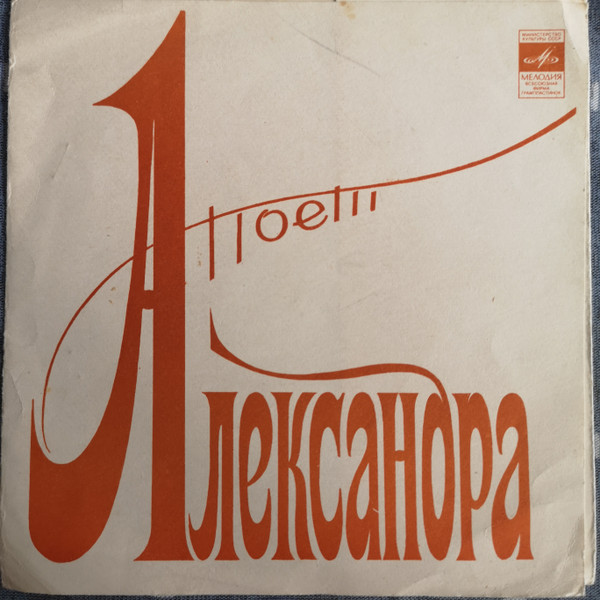 МИНИСТЕРСТВО
КУЛЬТУРЫ СССР
МЕЛОДИЯ
ВСЕСОЮЗНАЯ
ФИРМА
ГРАМПЛАСТИНОК
Поет
Александра